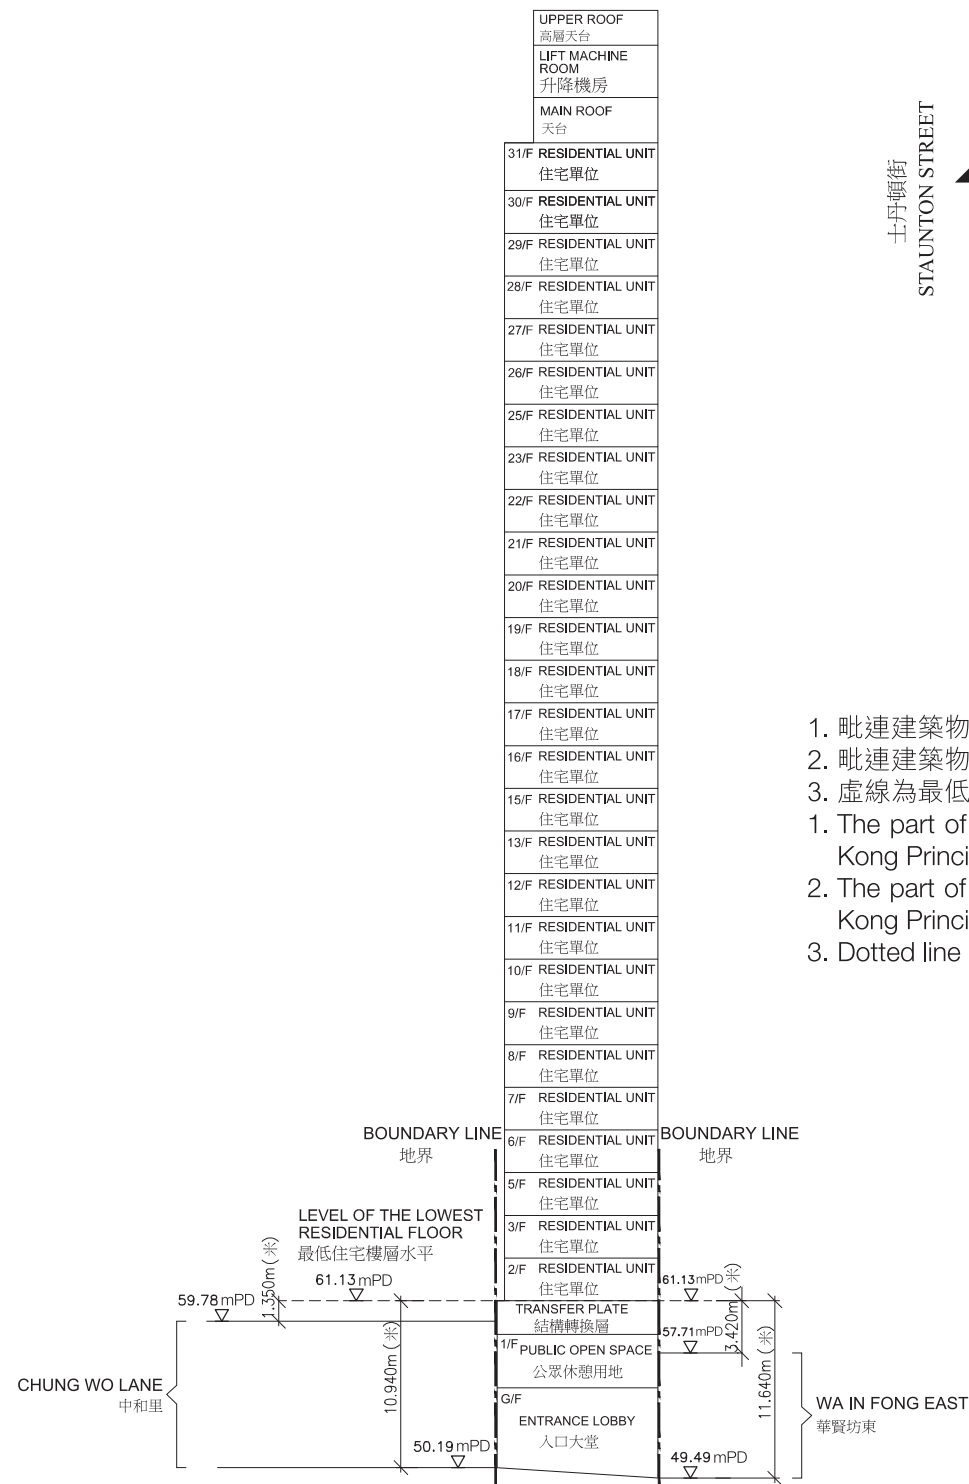 UPPER ROOF
高層天台
LIFT MACHINE
ROOM
升降機房
MAIN ROOF
天台
31/F RESIDENTIAL UNIT
住宅單位
30/F RESIDENTIAL UNIT
住宅單位
29/F RESIDENTIAL UNIT
住宅單位
28/F RESIDENTIAL UNIT
住宅單位
27/F RESIDENTIAL UNIT
住宅單位
26/F RESIDENTIAL UNIT
住宅單位
25/F RESIDENTIAL UNIT
住宅單位
23/F RESIDENTIAL UNIT
住宅單位
22/F RESIDENTIAL UNIT
住宅單位
21/F RESIDENTIAL UNIT
住宅單位
20/F RESIDENTIAL UNIT
住宅單位
19/F RESIDENTIAL UNIT
住宅單位
18/F RESIDENTIAL UNIT
住宅單位
17/F RESIDENTIAL UNIT
住宅單位
16/F RESIDENTIAL UNIT
住宅單位
15/F RESIDENTIAL UNIT
住宅單位
13/F RESIDENTIAL UNIT
住宅單位
12/F RESIDENTIAL UNIT
住宅單位
11/F RESIDENTIAL UNIT
住宅單位
10/F RESIDENTIAL UNIT
住宅單位
9/F RESIDENTIAL UNIT
住宅單位
8/F RESIDENTIAL UNIT
住宅單位
7/F RESIDENTIAL UNIT
住宅單位
6/F RESIDENTIAL UNIT
住宅單位
5/F RESIDENTIAL UNIT
住宅單位
3/F RESIDENTIAL UNIT
住宅單位
2/F RESIDENTIAL UNIT
住宅單位
TRANSFER PLATE
結構轉換層
1/F PUBLIC OPEN SPACE
公眾休憩用地
G/F
ENTRANCE LOBBY
入口大堂
BOUNDARY LINE
地界
LEVEL OF THE LOWEST
RESIDENTIAL FLOOR
最低住宅樓層水平
61.13mPD
59.78mPD
1.350m(米)
10.940m(米)
CHUNG WO LANE
中和里
50.19mPD
BOUNDARY LINE
地界
61.13mPD
57.71mPD
3.420m(米)
11.640m(米)
WA IN FONG EAST
華賢坊東
49.49mPD
士丹頓街
STAUNTON STREET
1. 毗連建築物
2. 毗連建築物
3. 虛線為最低
1. The part of
Kong Princi
2. The part of
Kong Princi
3. Dotted line